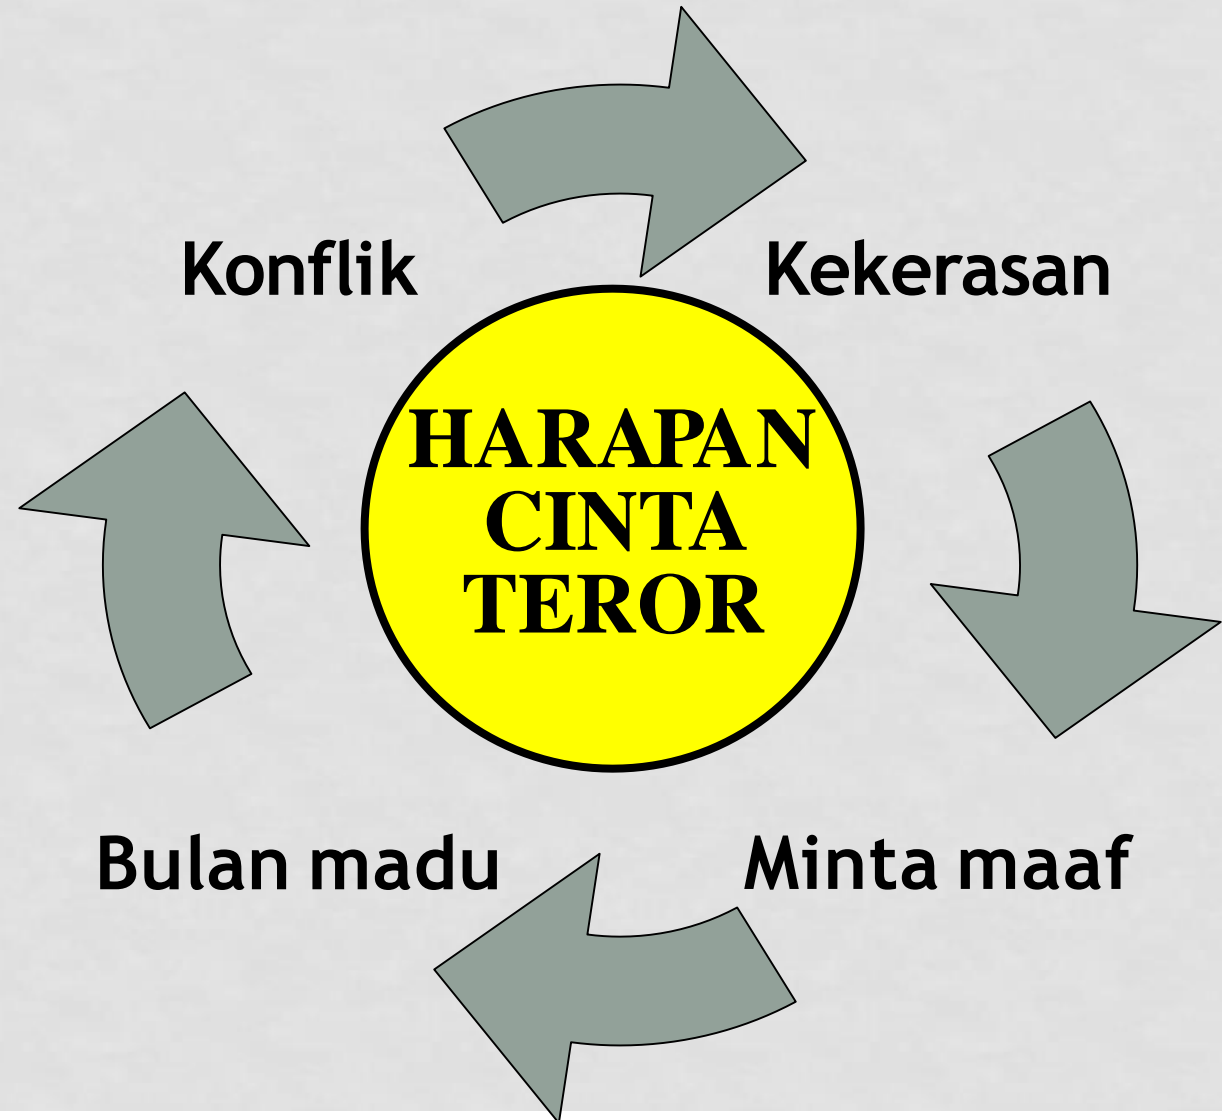 Konflik
Kekerasan
HARAPAN
CINTA
TEROR
Bulan madu
Minta maaf